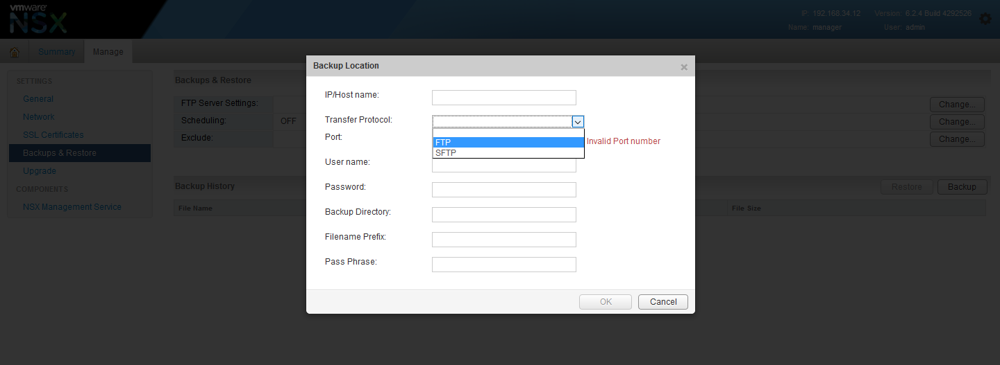 vmware
NSX
IP: 192.168.34.12 Version: 6.2.4 Build 4292526
Name: manager User: admin
Summary Manage
SETTINGS
General
Network
SSL Certificates
Backups & Restore
Upgrade
COMPONENTS
NSX Management Service
Backups & Restore
FTP Server Settings: Change...
Scheduling: OFF Change...
Exclude: Change...
Backup History Restore Backup
File Name File Size
Backup Location
IP/Host name:
Transfer Protocol:
FTP
SFTP
Port: Invalid Port number
User name:
Password:
Backup Directory:
Filename Prefix:
Pass Phrase:
OK Cancel